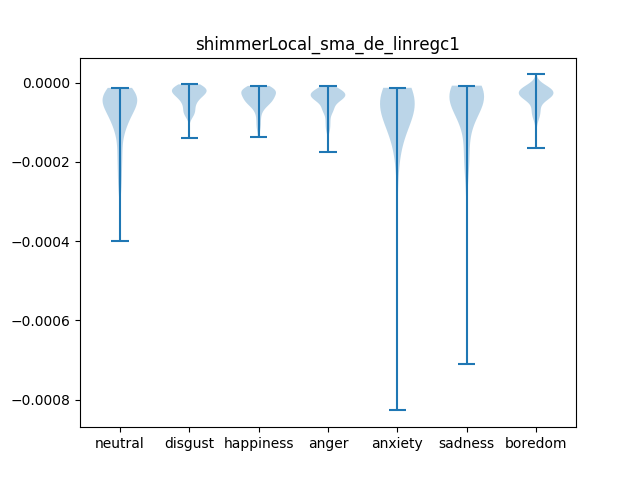 shimmerLocal_sma_de_linregc1
0.0000
−0.0002
−0.0004
−0.0006
−0.0008
neutral disgust happiness anger anxiety sadness boredom